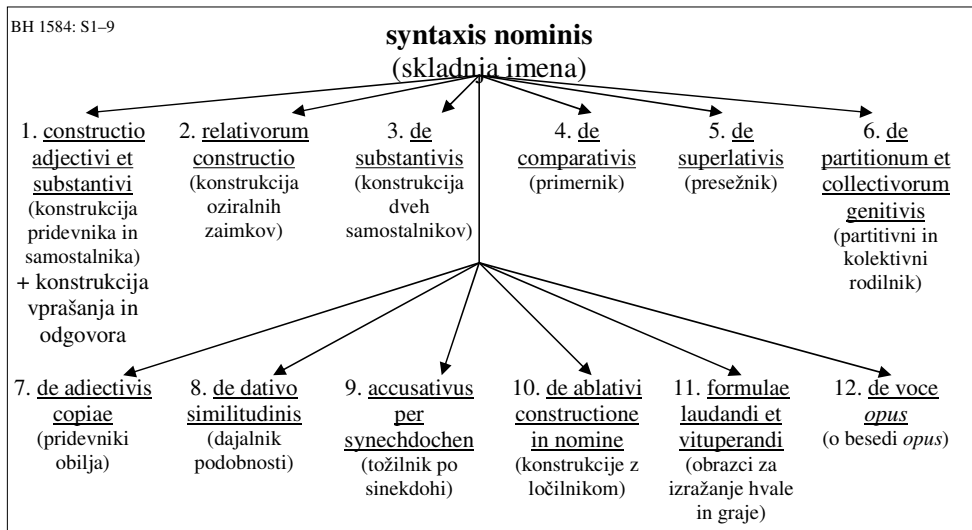 BH 1584: S1–9
syntaxis nominis
(skladnja imena)
1. constructio
adjectivi et
substantivi
(konstrukcija
pridevnika in
samostalnika)
+ konstrukcija
vprašanja in
odgovora
2. relativorum
constructio
(konstrukcija
oziralnih
zaimkov)
3. de
substantivis
(konstrukcija
dveh
samostalnikov)
4. de
comparativis
(primernik)
5. de
superlativis
(presežnik)
6. de
partitionum et
collectivorum
genitivis
(partitivni in
kolektivni
rodilnik)
7. de adiectivis
copiae
(pridevniki
obilja)
8. de dativo
similitudinis
(dajalnik
podobnosti)
9. accusativus
per
synechdochen
(tožilnik po
sinekdohi)
10. de ablativi
constructione
in nomine
(konstrukcije z
ločilnikom)
11. formulae
laudandi et
vituperandi
(obrazci za
izražanje hvale
in graje)
12. de voce
opus
(o besedi opus)